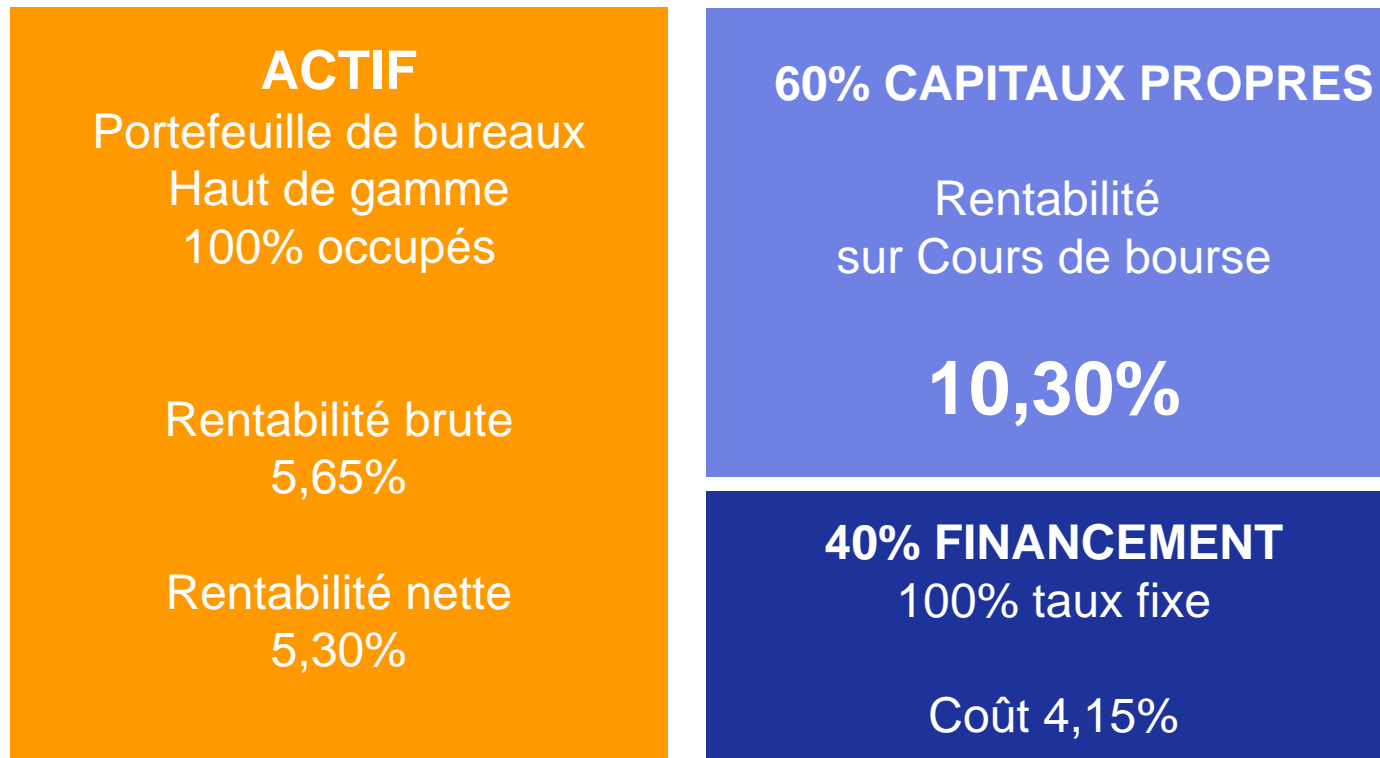 ACTIF
Portefeuille de bureaux
Haut de gamme
100% occupés
Rentabilité brute
5,65%
Rentabilité nette
5,30%
60% CAPITAUX PROPRES
Rentabilité
sur Cours de bourse
10,30%
40% FINANCEMENT
100% taux fixe
Coût 4,15%